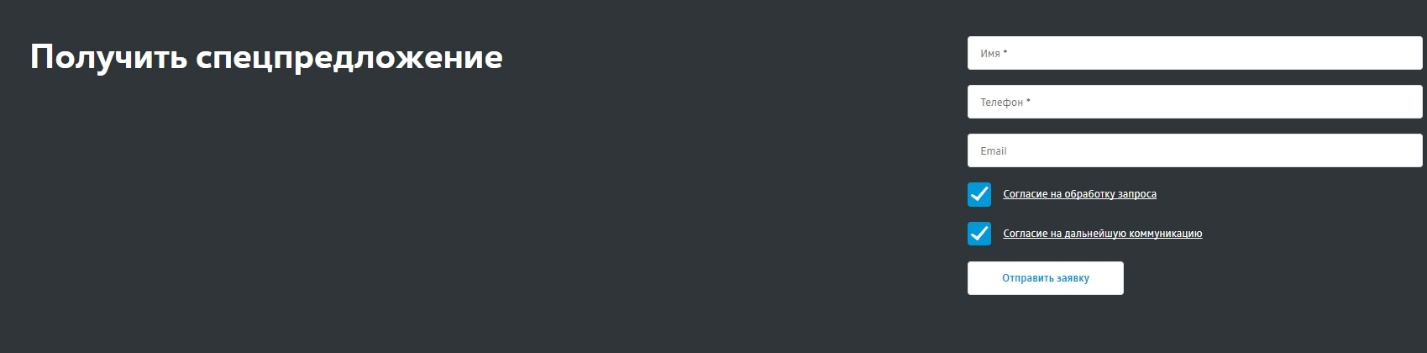 Получить спецпредложение
Имя *
Телефон *
Email
Согласие на обработку запроса
Согласие на дальнейшую коммуникацию
Отправить заявку